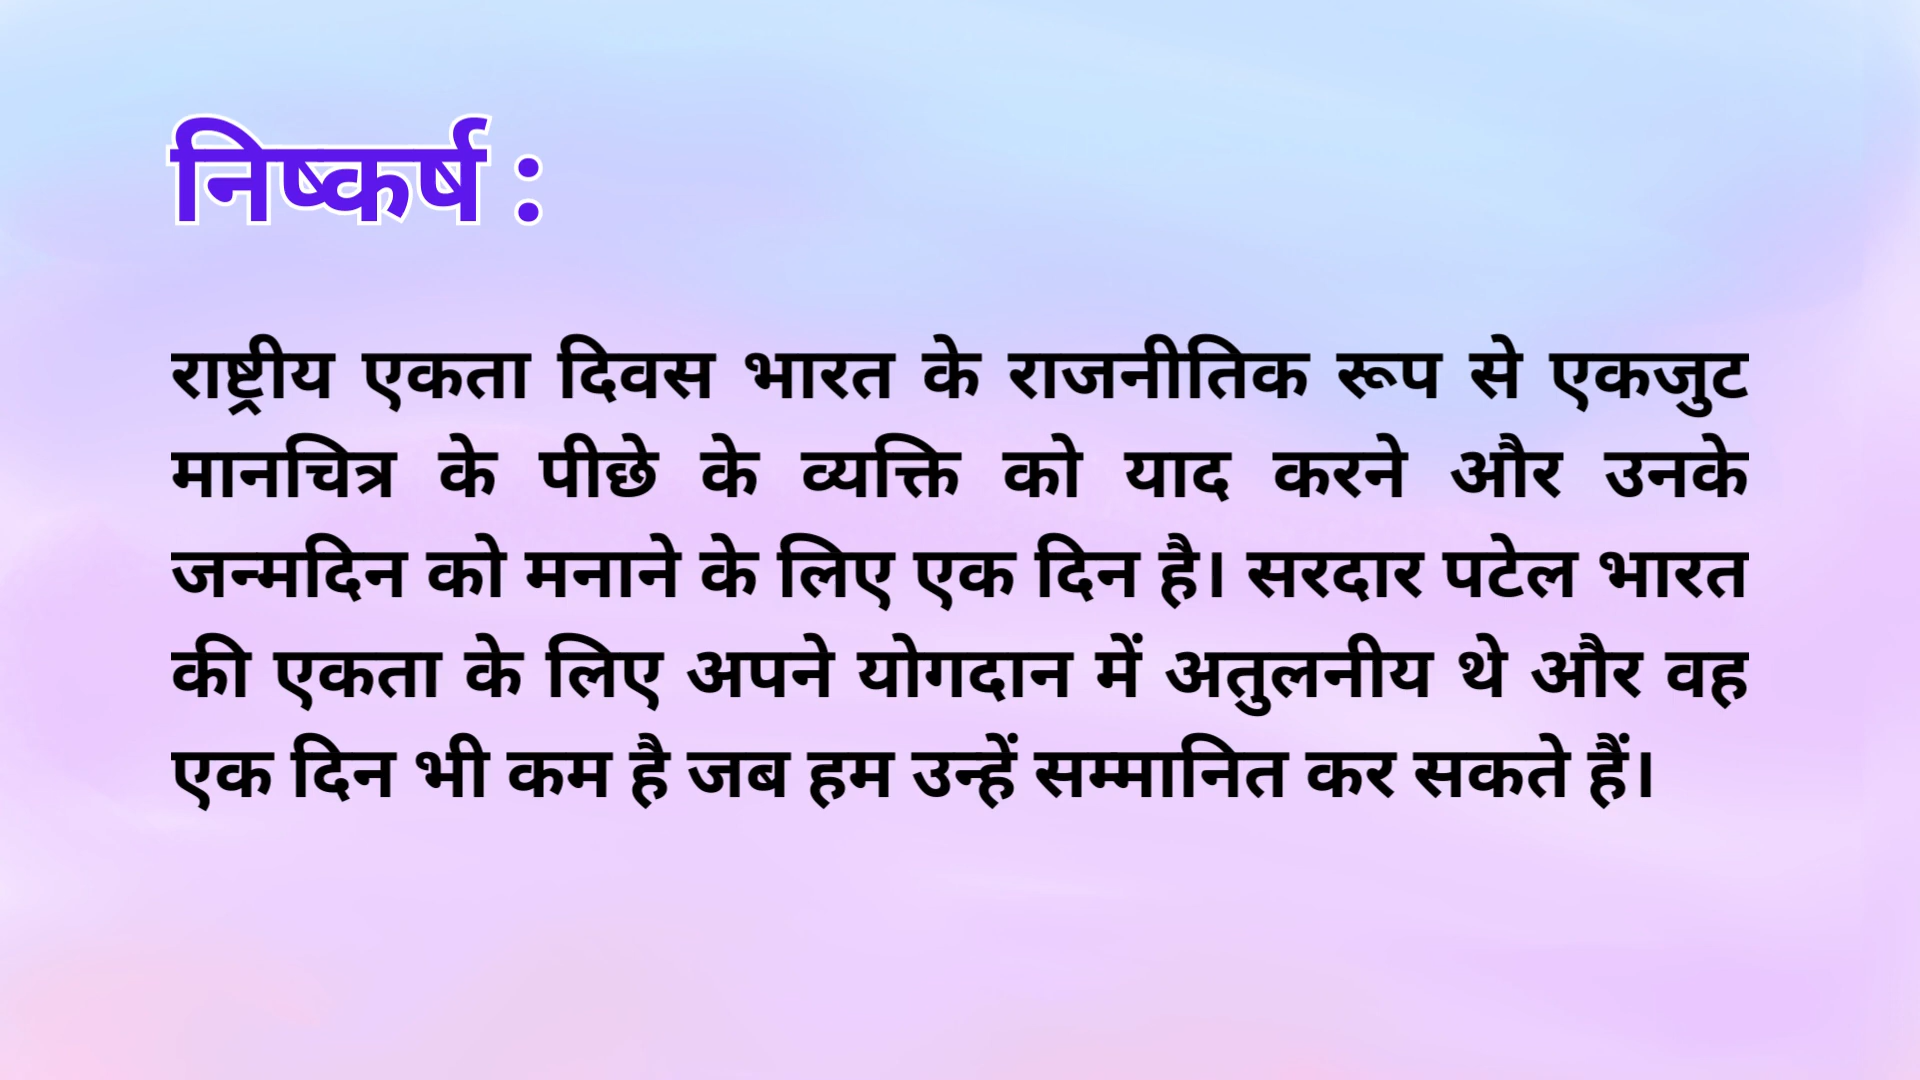 निष्कर्ष :
राष्ट्रीय एकता दिवस भारत के राजनीतिक रूप से एकजुट
मानचित्र के पीछे के व्यक्ति को याद करने और उनके
जन्मदिन को मनाने के लिए एक दिन है। सरदार पटेल भारत
की एकता के लिए अपने योगदान में अतुलनीय थे और वह
एक दिन भी कम है जब हम उन्हें सम्मानित कर सकते हैं।